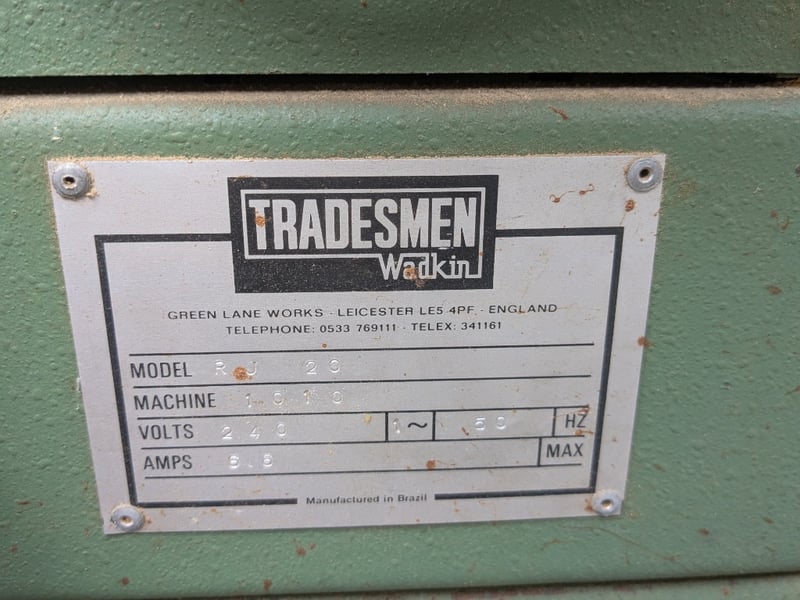 TRADESMEN
Wadkin
GREEN LANE WORKS · LEICESTER LE5 4PF · ENGLAND
TELEPHONE: 0533 769111 · TELEX: 341161
MODEL RJ 20
MACHINE 1010
VOLTS 240 1~ 50 HZ
AMPS MAX
Manufactured in Brazil